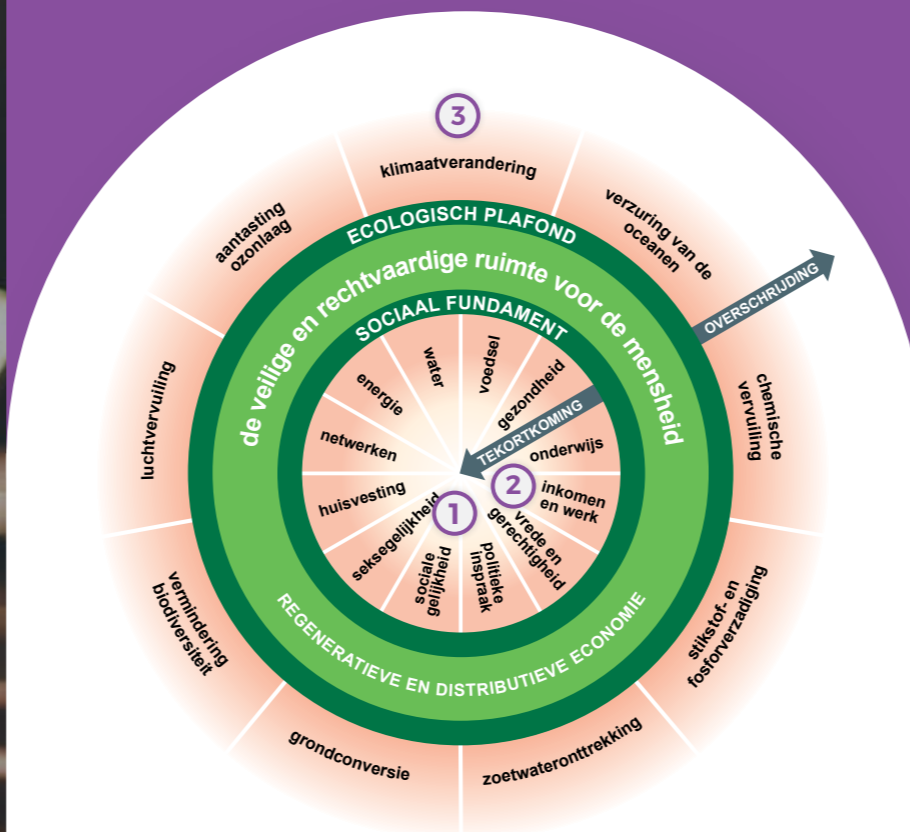 3
klimaatverandering
verzuring van de
oceanen
chemische
vervuiling
stikstof- en
fosforverzadiging
zoetwateronttrekking
grondconversie
vermindering
biodiversiteit
luchtvervuiling
aantasting
ozonlaag
ECOLOGISCH PLAFOND
OVERSCHRIJDING
de veilige en rechtvaardige ruimte voor de mensheid
SOCIAAL FUNDAMENT
water
voedsel
gezondheid
TEKORTKOMING
onderwijs
2
inkomen
en werk
vrede en
gerechtigheid
politieke
inspraak
1
sociale
gelijkheid
seksegelijkheid
huisvesting
netwerken
energie
REGENERATIEVE EN DISTRIBUTIEVE ECONOMIE